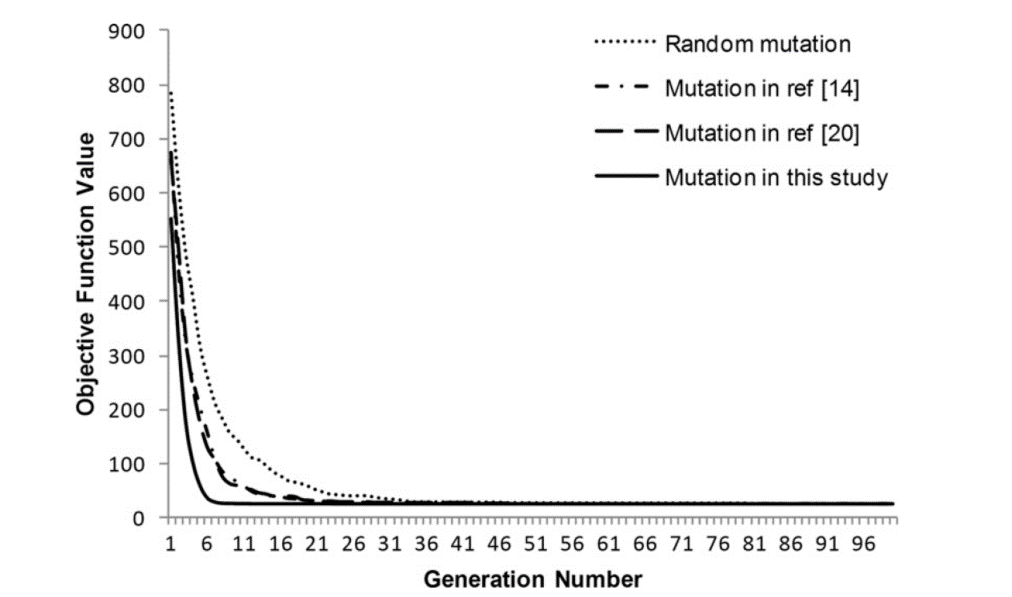 900
800
700
600
500
400
300
200
100
0
Random mutation
Mutation in ref [14]
Mutation in ref [20]
Mutation in this study
Objective Function Value
1 6 11 16 21 26 31 36 41 46 51 56 61 66 71 76 81 86 91 96
Generation Number